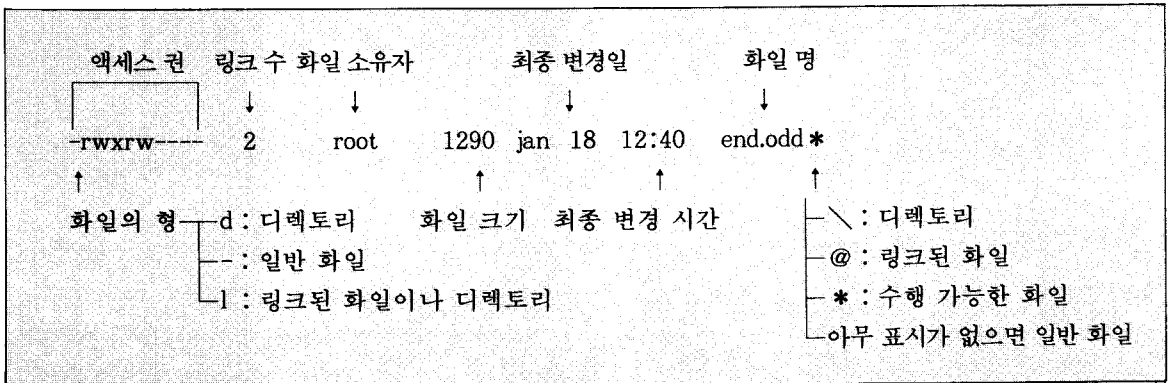 액세스 권 링크 수 화일 소유자 최종 변경일 화일 명
-rwxrw---- 2 root 1290 jan 18 12:40 end.odd *
화일의 형 d : 디렉토리 화일 크기 최종 변경 시간 \ : 디렉토리
- : 일반 화일 @ : 링크된 화일
l : 링크된 화일이나 디렉토리 * : 수행 가능한 화일
아무 표시가 없으면 일반 화일